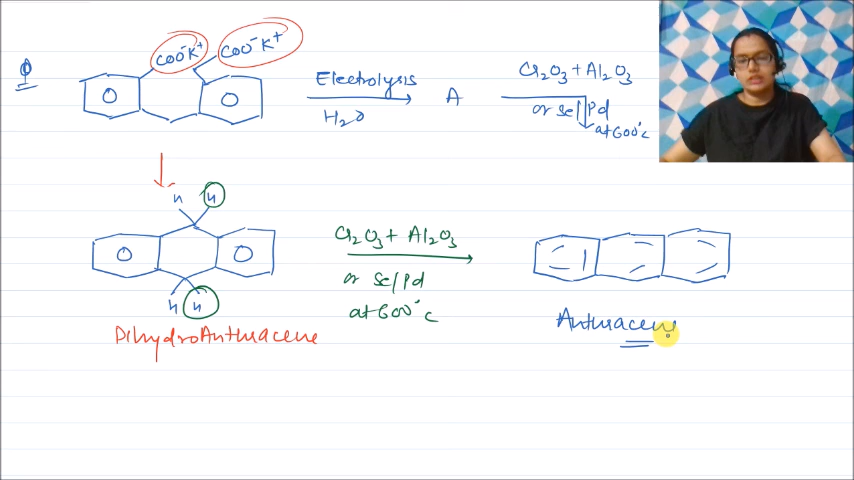 Q
COO⁻K⁺ COO⁻K⁺
Electrolysis
H₂O
A
Cr₂O₃ + Al₂O₃
or Se/Pd
at 600°C
H H
H H
DihydroAnthracene
Cr₂O₃ + Al₂O₃
or Se/Pd
at 600°C
Anthracene